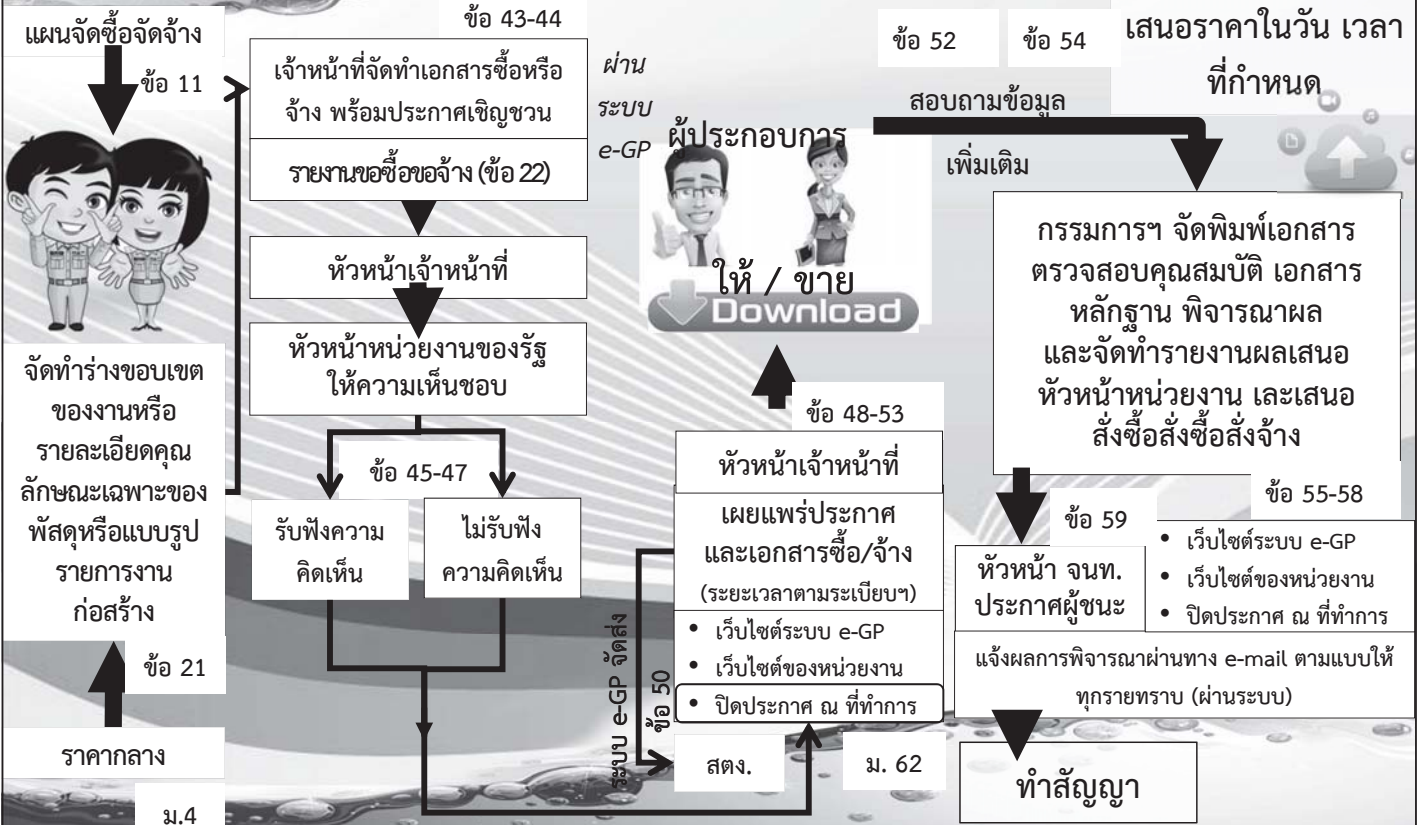 แผนจัดซื้อจัดจ้าง
ข้อ 11
จัดทำร่างขอบเขต
ของงานหรือ
รายละเอียดคุณ
ลักษณะเฉพาะของ
พัสดุหรือแบบรูป
รายการงาน
ก่อสร้าง
ข้อ 21
ราคากลาง
ม.4
ข้อ 43-44
เจ้าหน้าที่จัดทำเอกสารซื้อหรือ
จ้าง พร้อมประกาศเชิญชวน
รายงานขอซื้อขอจ้าง (ข้อ 22)
ผ่าน
ระบบ
e-GP
หัวหน้าเจ้าหน้าที่
หัวหน้าหน่วยงานของรัฐ
ให้ความเห็นชอบ
ข้อ 45-47
รับฟังความ
คิดเห็น
ไม่รับฟัง
ความคิดเห็น
ผู้ประกอบการ
ให้ / ขาย
Download
ข้อ 48-53
หัวหน้าเจ้าหน้าที่
เผยแพร่ประกาศ
และเอกสารซื้อ/จ้าง
(ระยะเวลาตามระเบียบฯ)
• เว็บไซต์ระบบ e-GP
• เว็บไซต์ของหน่วยงาน
• ปิดประกาศ ณ ที่ทำการ
ระบบ e-GP จัดส่ง
ข้อ 50
สตง.
ม. 62
ข้อ 52
ข้อ 54
สอบถามข้อมูล
เพิ่มเติม
เสนอราคาในวัน เวลา
ที่กำหนด
กรรมการฯ จัดพิมพ์เอกสาร
ตรวจสอบคุณสมบัติ เอกสาร
หลักฐาน พิจารณาผล
และจัดทำรายงานผลเสนอ
หัวหน้าหน่วยงาน เละเสนอ
สั่งซื้อสั่งซื้อสั่งจ้าง
ข้อ 55-58
ข้อ 59
หัวหน้า จนท.
ประกาศผู้ชนะ
• เว็บไซต์ระบบ e-GP
• เว็บไซต์ของหน่วยงาน
• ปิดประกาศ ณ ที่ทำการ
แจ้งผลการพิจารณาผ่านทาง e-mail ตามแบบให้
ทุกรายทราบ (ผ่านระบบ)
ทำสัญญา